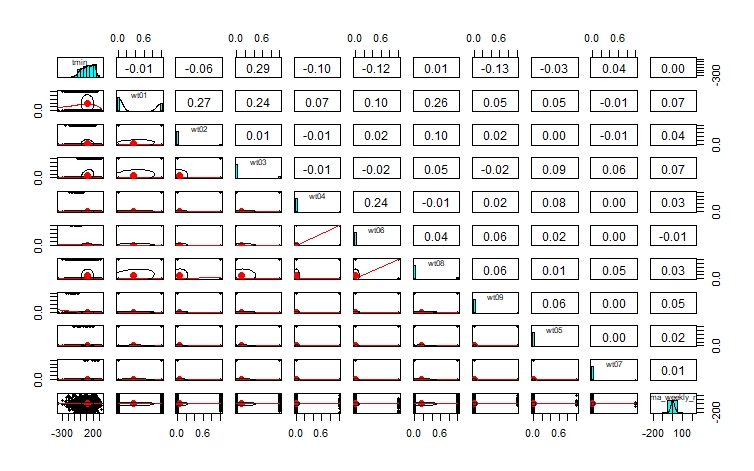 0.0 0.6 0.0 0.6 0.0 0.6 0.0 0.6 0.0 0.6
tmin -0.01 -0.06 0.29 -0.10 -0.12 0.01 -0.13 -0.03 0.04 0.00 -300
0.0 wt01 0.27 0.24 0.07 0.10 0.26 0.05 0.05 -0.01 0.07
wt02 0.01 -0.01 0.02 0.10 0.02 0.00 -0.01 0.04 0.0
0.0 wt03 -0.01 -0.02 0.05 -0.02 0.09 0.06 0.07
wt04 0.24 -0.01 0.02 0.08 0.00 0.03 0.0
0.0 wt06 0.04 0.06 0.02 0.00 -0.01
wt08 0.06 0.01 0.05 0.03 0.0
0.0 wt09 0.06 0.00 0.05
wt05 0.00 0.02 0.0
0.0 wt07 0.01
-200
-300 200 0.0 0.6 0.0 0.6 0.0 0.6 0.0 0.6 -200 100